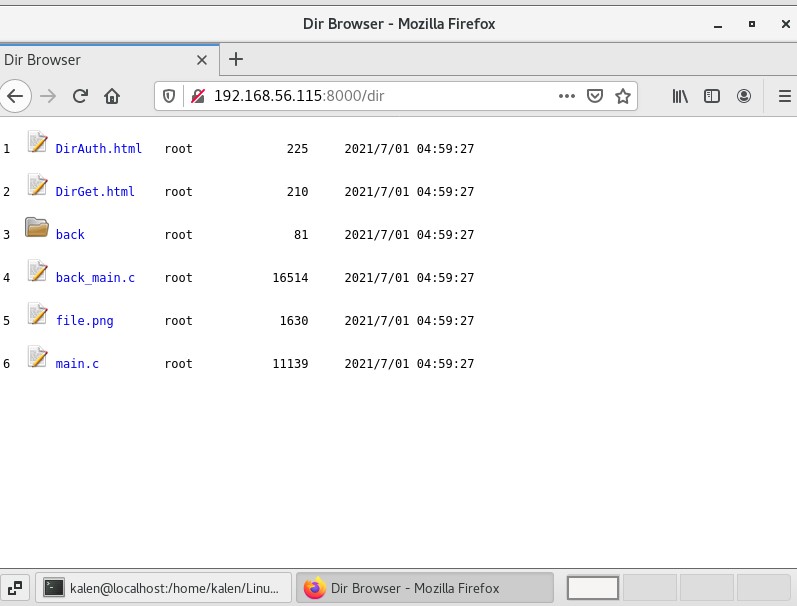 Dir Browser - Mozilla Firefox
Dir Browser
192.168.56.115:8000/dir
1 DirAuth.html root 225 2021/7/01 04:59:27
2 DirGet.html root 210 2021/7/01 04:59:27
3 back root 81 2021/7/01 04:59:27
4 back_main.c root 16514 2021/7/01 04:59:27
5 file.png root 1630 2021/7/01 04:59:27
6 main.c root 11139 2021/7/01 04:59:27
kalen@localhost:/home/kalen/Linu... Dir Browser - Mozilla Firefox